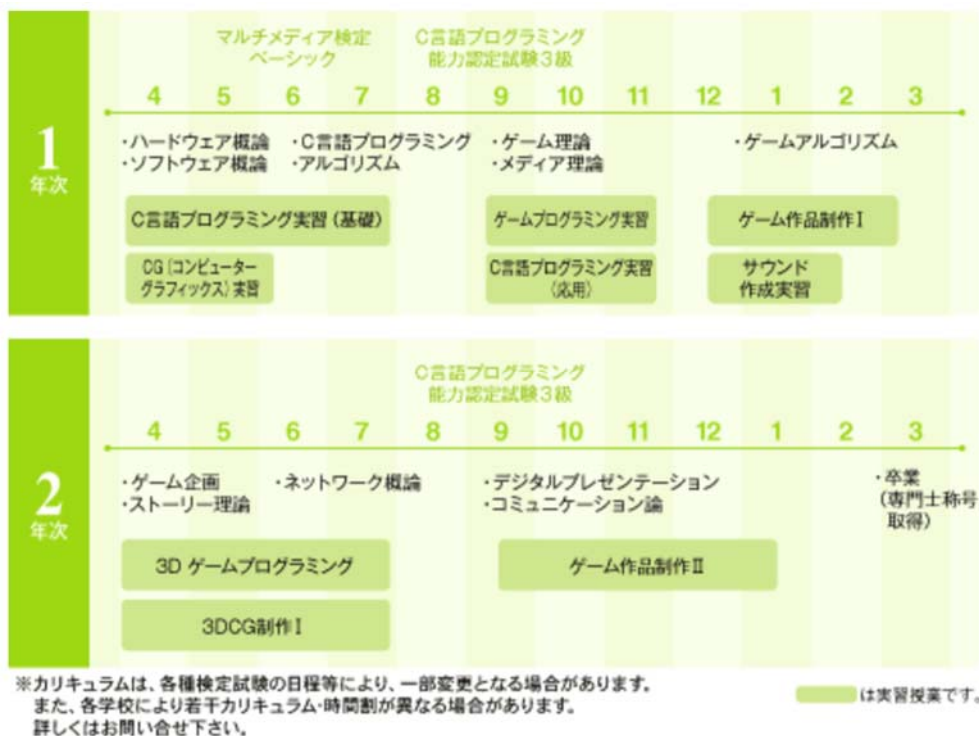 マルチメディア検定
ベーシック
C言語プログラミング
能力認定試験3級
4 5 6 7 8 9 10 11 12 1 2 3
1
年次
・ハードウェア概論
・ソフトウェア概論
・C言語プログラミング
・アルゴリズム
・ゲーム理論
・メディア理論
・ゲームアルゴリズム
C言語プログラミング実習(基礎)
ゲームプログラミング実習
ゲーム作品制作Ⅰ
CG(コンピューター
グラフィックス)実習
C言語プログラミング実習
(応用)
サウンド
作成実習
C言語プログラミング
能力認定試験3級
4 5 6 7 8 9 10 11 12 1 2 3
2
年次
・ゲーム企画
・ストーリー理論
・ネットワーク概論
・デジタルプレゼンテーション
・コミュニケーション論
・卒業
(専門士称号
取得)
3D ゲームプログラミング
ゲーム作品制作Ⅱ
3DCG制作Ⅰ
※カリキュラムは、各種検定試験の日程等により、一部変更となる場合があります。
また、各学校により若干カリキュラム・時間割が異なる場合があります。
詳しくはお問い合せ下さい。
は実習授業です。